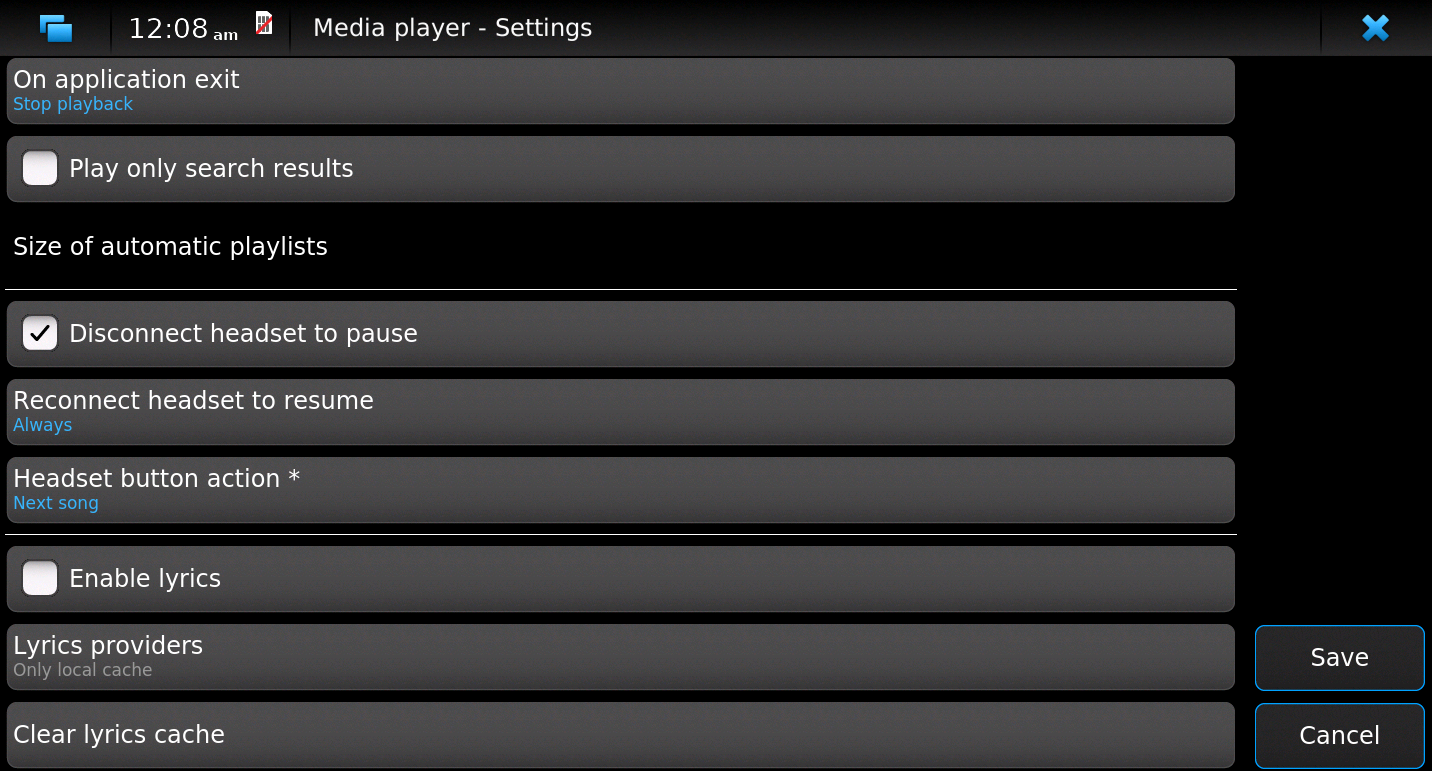 12:08 am
Media player - Settings
On application exit
Stop playback
Play only search results
Size of automatic playlists
Disconnect headset to pause
Reconnect headset to resume
Always
Headset button action *
Next song
Enable lyrics
Lyrics providers
Only local cache
Clear lyrics cache
Save
Cancel